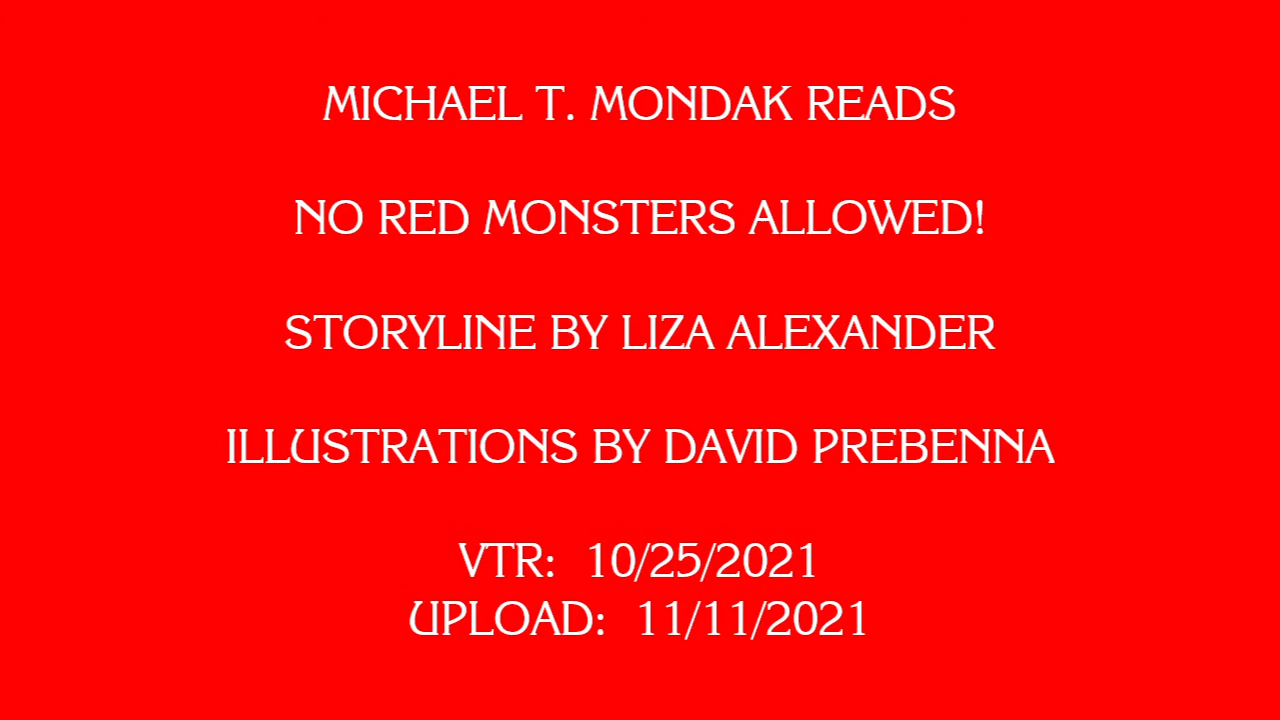 MICHAEL T. MONDAK READS
NO RED MONSTERS ALLOWED!
STORYLINE BY LIZA ALEXANDER
ILLUSTRATIONS BY DAVID PREBENNA
VTR: 10/25/2021
UPLOAD: 11/11/2021